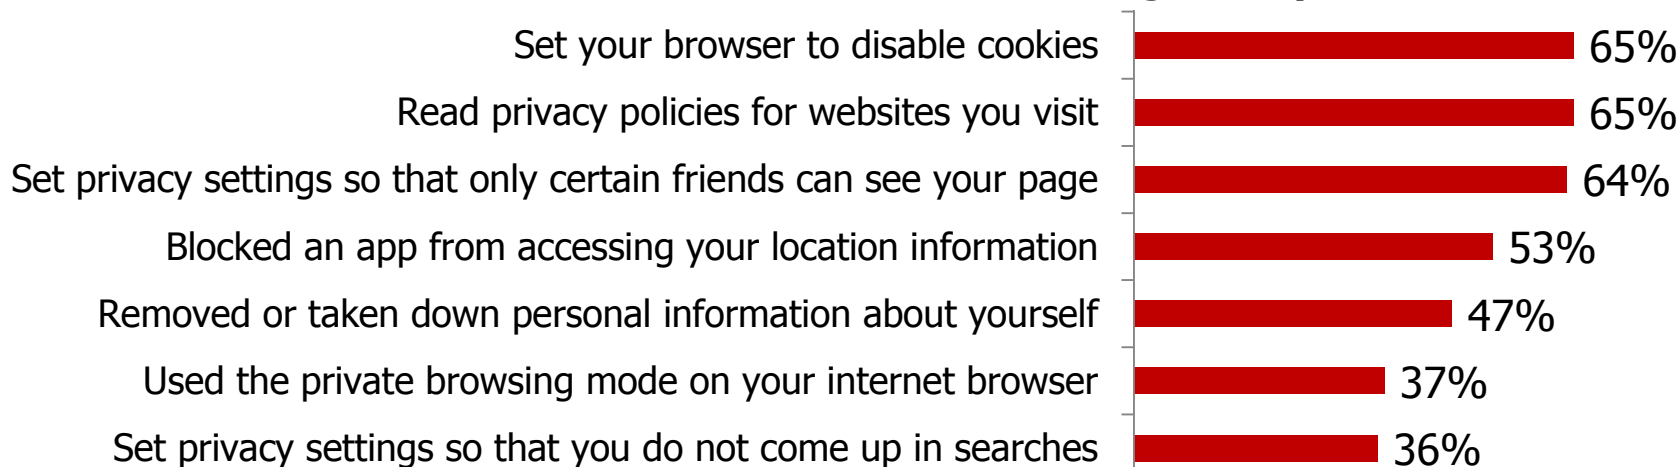 Set your browser to disable cookies 65%
Read privacy policies for websites you visit 65%
Set privacy settings so that only certain friends can see your page 64%
Blocked an app from accessing your location information 53%
Removed or taken down personal information about yourself 47%
Used the private browsing mode on your internet browser 37%
Set privacy settings so that you do not come up in searches 36%